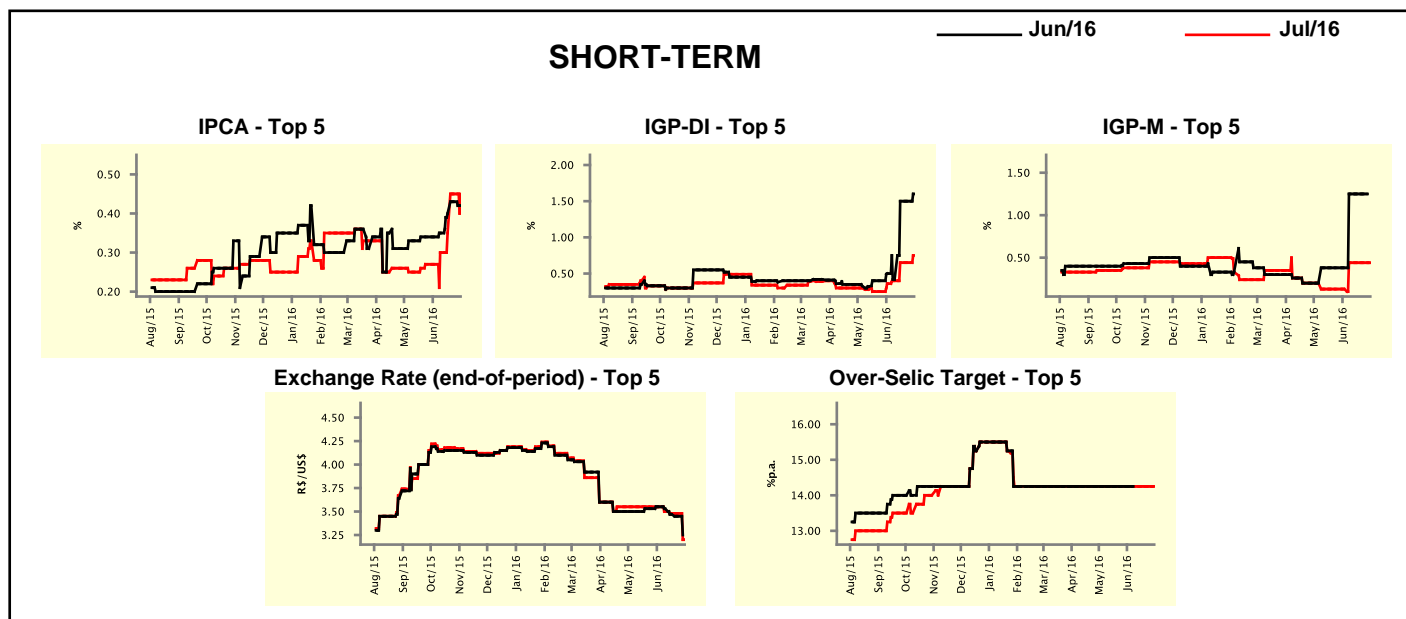 Jun/16 Jul/16
SHORT-TERM
IPCA - Top 5
%
0.50
0.40
0.30
0.20
Aug/15 Sep/15 Oct/15 Nov/15 Dec/15 Jan/16 Feb/16 Mar/16 Apr/16 May/16 Jun/16
IGP-DI - Top 5
%
2.00
1.50
1.00
0.50
Aug/15 Sep/15 Oct/15 Nov/15 Dec/15 Jan/16 Feb/16 Mar/16 Apr/16 May/16 Jun/16
IGP-M - Top 5
%
1.50
1.00
0.50
Aug/15 Sep/15 Oct/15 Nov/15 Dec/15 Jan/16 Feb/16 Mar/16 Apr/16 May/16 Jun/16
Exchange Rate (end-of-period) - Top 5
R$/US$
4.50
4.25
4.00
3.75
3.50
3.25
Aug/15 Sep/15 Oct/15 Nov/15 Dec/15 Jan/16 Feb/16 Mar/16 Apr/16 May/16 Jun/16
Over-Selic Target - Top 5
%p.a.
16.00
15.00
14.00
13.00
Aug/15 Sep/15 Oct/15 Nov/15 Dec/15 Jan/16 Feb/16 Mar/16 Apr/16 May/16 Jun/16